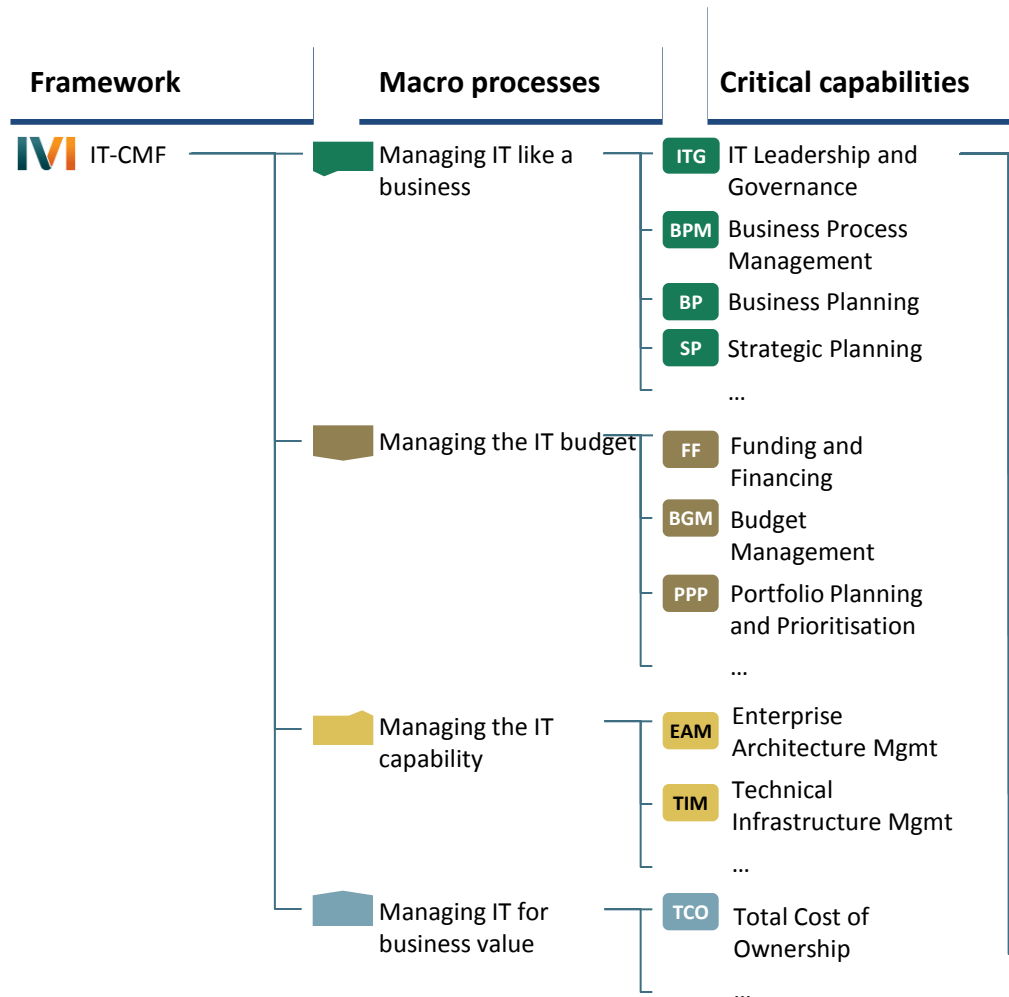 Framework
Macro processes
Critical capabilities
IVI IT-CMF
Managing IT like a
business
ITG IT Leadership and
Governance
BPM Business Process
Management
BP Business Planning
SP Strategic Planning
...
Managing the IT budget
FF Funding and
Financing
BGM Budget
Management
PPP Portfolio Planning
and Prioritisation
...
Managing the IT
capability
EAM Enterprise
Architecture Mgmt
TIM Technical
Infrastructure Mgmt
...
Managing IT for
business value
TCO Total Cost of
Ownership
...